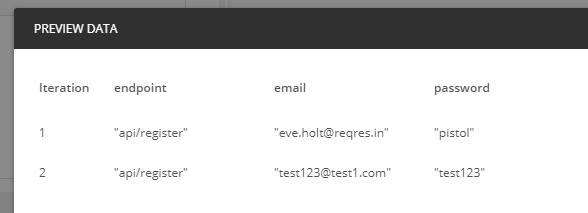 PREVIEW DATA
Iteration endpoint email password
1 "api/register" "eve.holt@reqres.in" "pistol"
2 "api/register" "test123@test1.com" "test123"